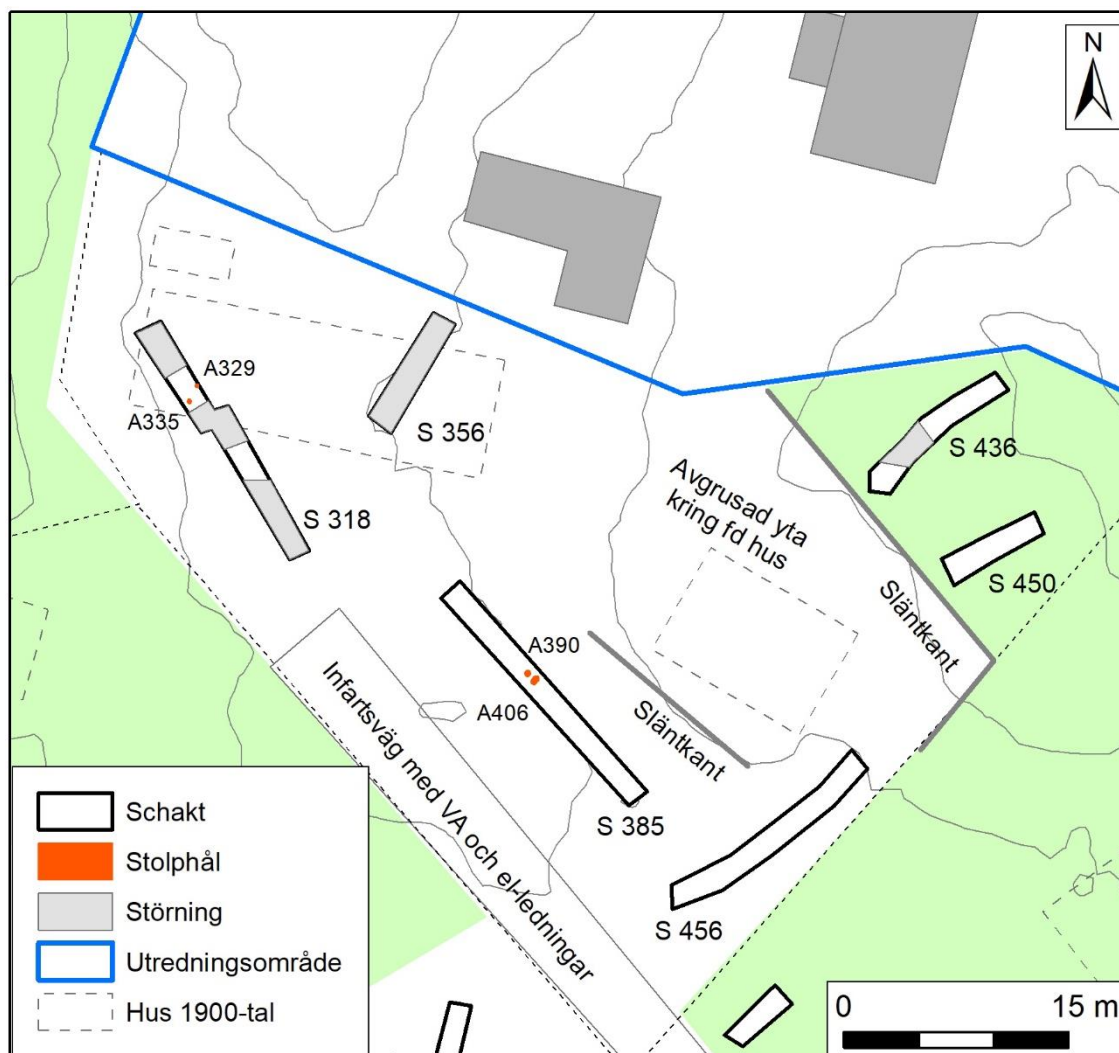 N
A329
A335
S 356
S 318
S 436
S 450
Avgrusad yta
kring fd hus
Släntkant
A390
A406
Släntkant
S 385
S 456
Infartsväg med VA och el-ledningar
Schakt
Stolphål
Störning
Utredningsområde
Hus 1900-tal
0 15 m